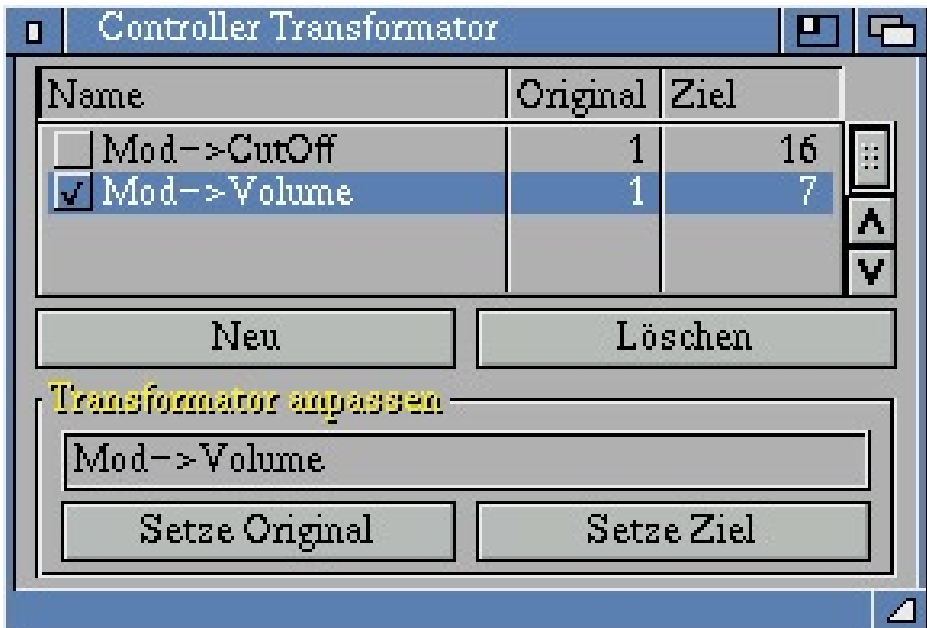 Controller Transformator
Name Original Ziel
Mod->CutOff 1 16
Mod->Volume 1 7
Neu Löschen
Transformator anpassen
Mod->Volume
Setze Original Setze Ziel